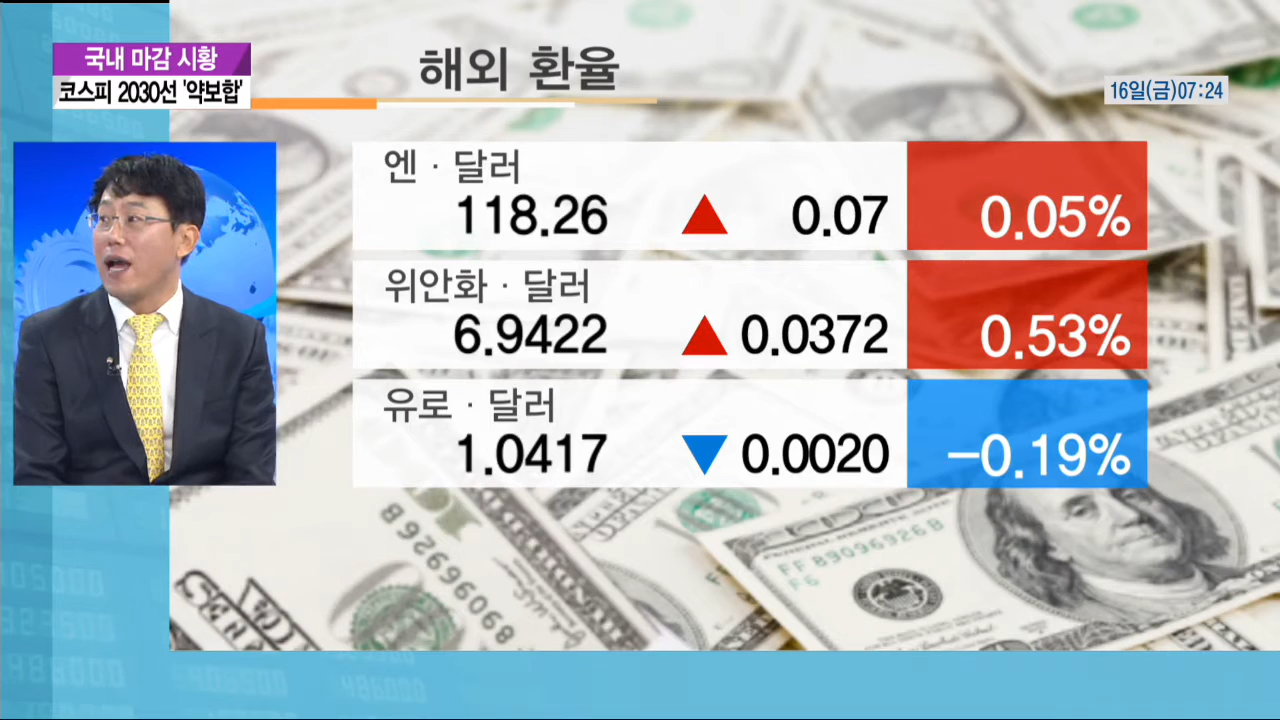 국내 마감 시황
코스피 2030선 '약보합'
해외 환율
16일(금)07:24
엔 · 달러
118.26 ▲ 0.07 0.05%
위안화 · 달러
6.9422 ▲ 0.0372 0.53%
유로 · 달러
1.0417 ▼ 0.0020 -0.19%
FF89096926B
F6
89096926B